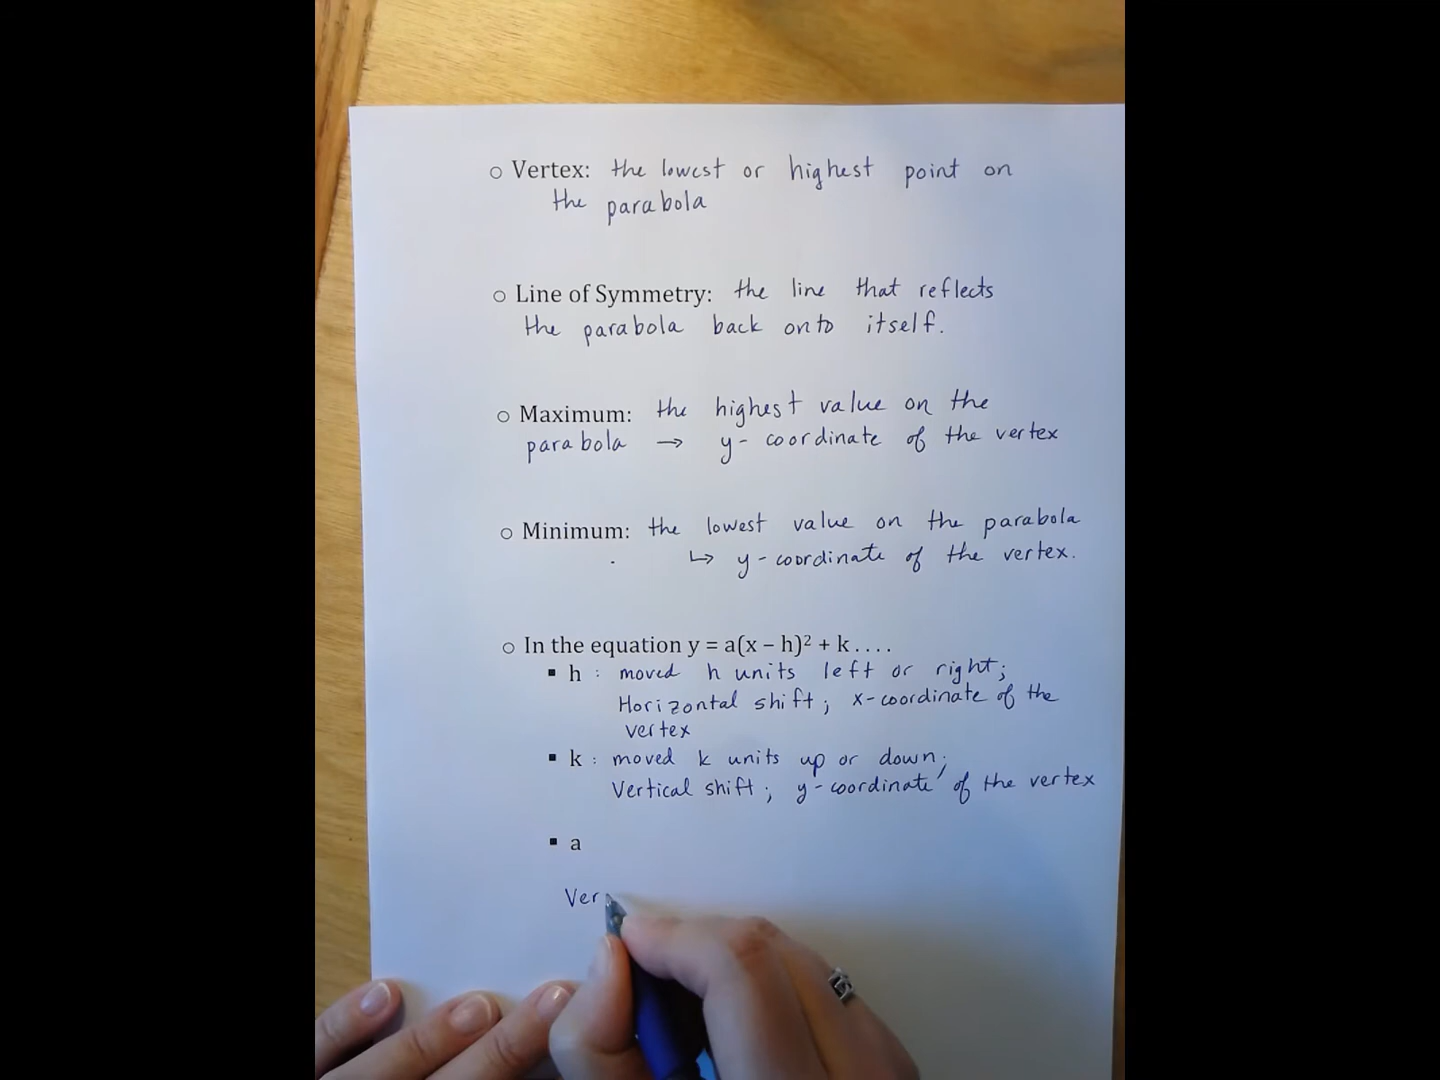 ○ Vertex: the lowest or highest point on
the parabola
○ Line of Symmetry: the line that reflects
the parabola back onto itself.
○ Maximum: the highest value on the
parabola → y-coordinate of the vertex
○ Minimum: the lowest value on the parabola
↳ y-coordinate of the vertex.
○ In the equation y = a(x – h)² + k . . . .
▪ h : moved h units left or right;
Horizontal shift; x-coordinate of the
vertex
▪ k : moved k units up or down;
Vertical shift; y-coordinate of the vertex
▪ a
Ver